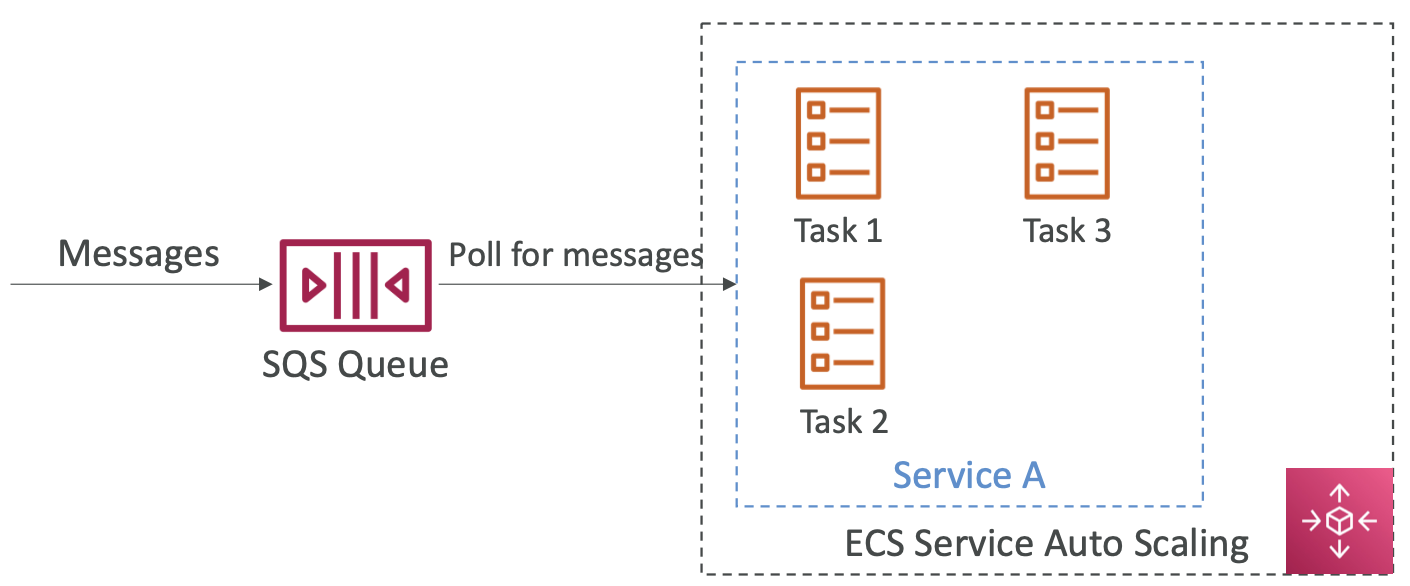 Messages
SQS Queue
Poll for messages
Task 1
Task 3
Task 2
Service A
ECS Service Auto Scaling